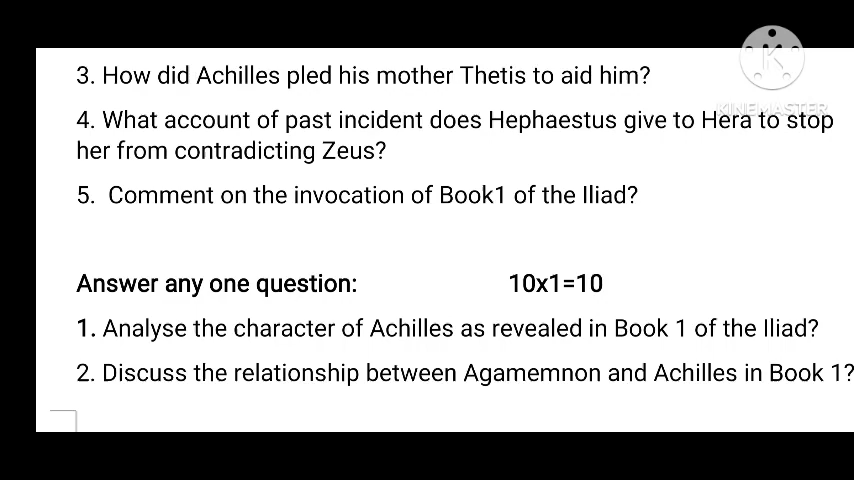 3. How did Achilles pled his mother Thetis to aid him?
KINEMASTER
4. What account of past incident does Hephaestus give to Hera to stop
her from contradicting Zeus?
5. Comment on the invocation of Book1 of the Iliad?
Answer any one question: 10x1=10
1. Analyse the character of Achilles as revealed in Book 1 of the Iliad?
2. Discuss the relationship between Agamemnon and Achilles in Book 1?